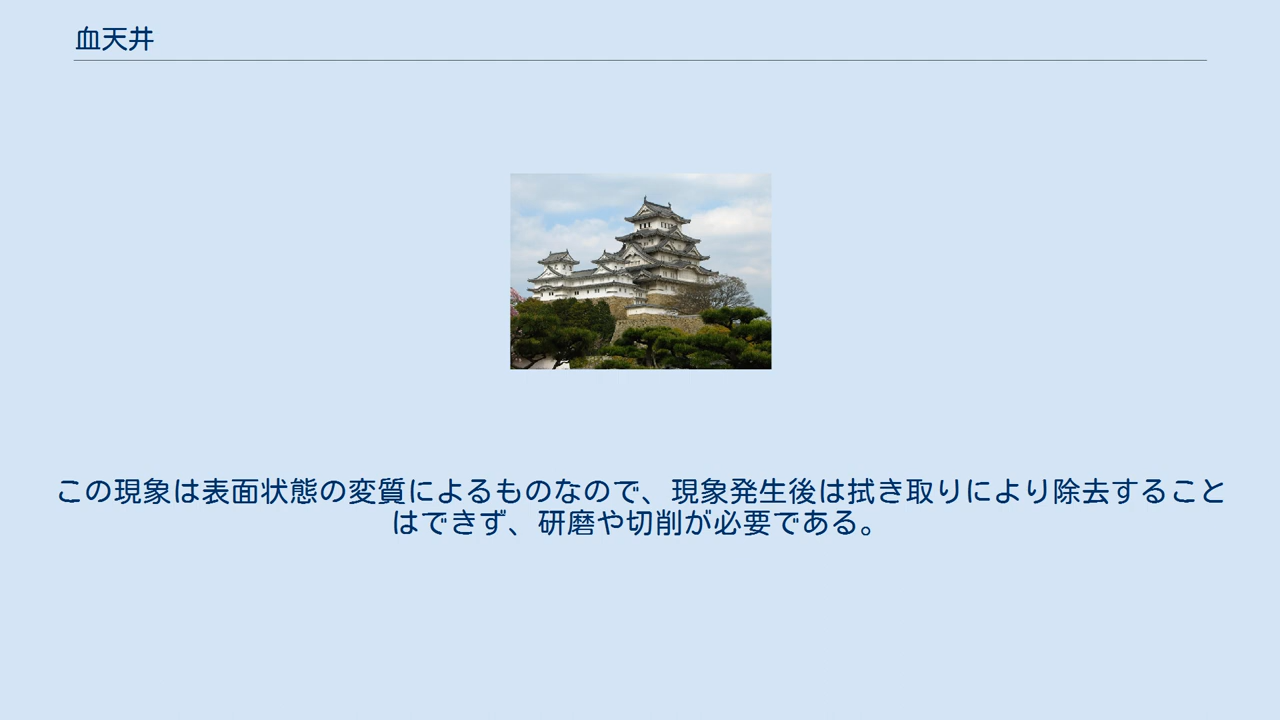 血天井
この現象は表面状態の変質によるものなので、現象発生後は拭き取りにより除去すること
はできず、研磨や切削が必要である。